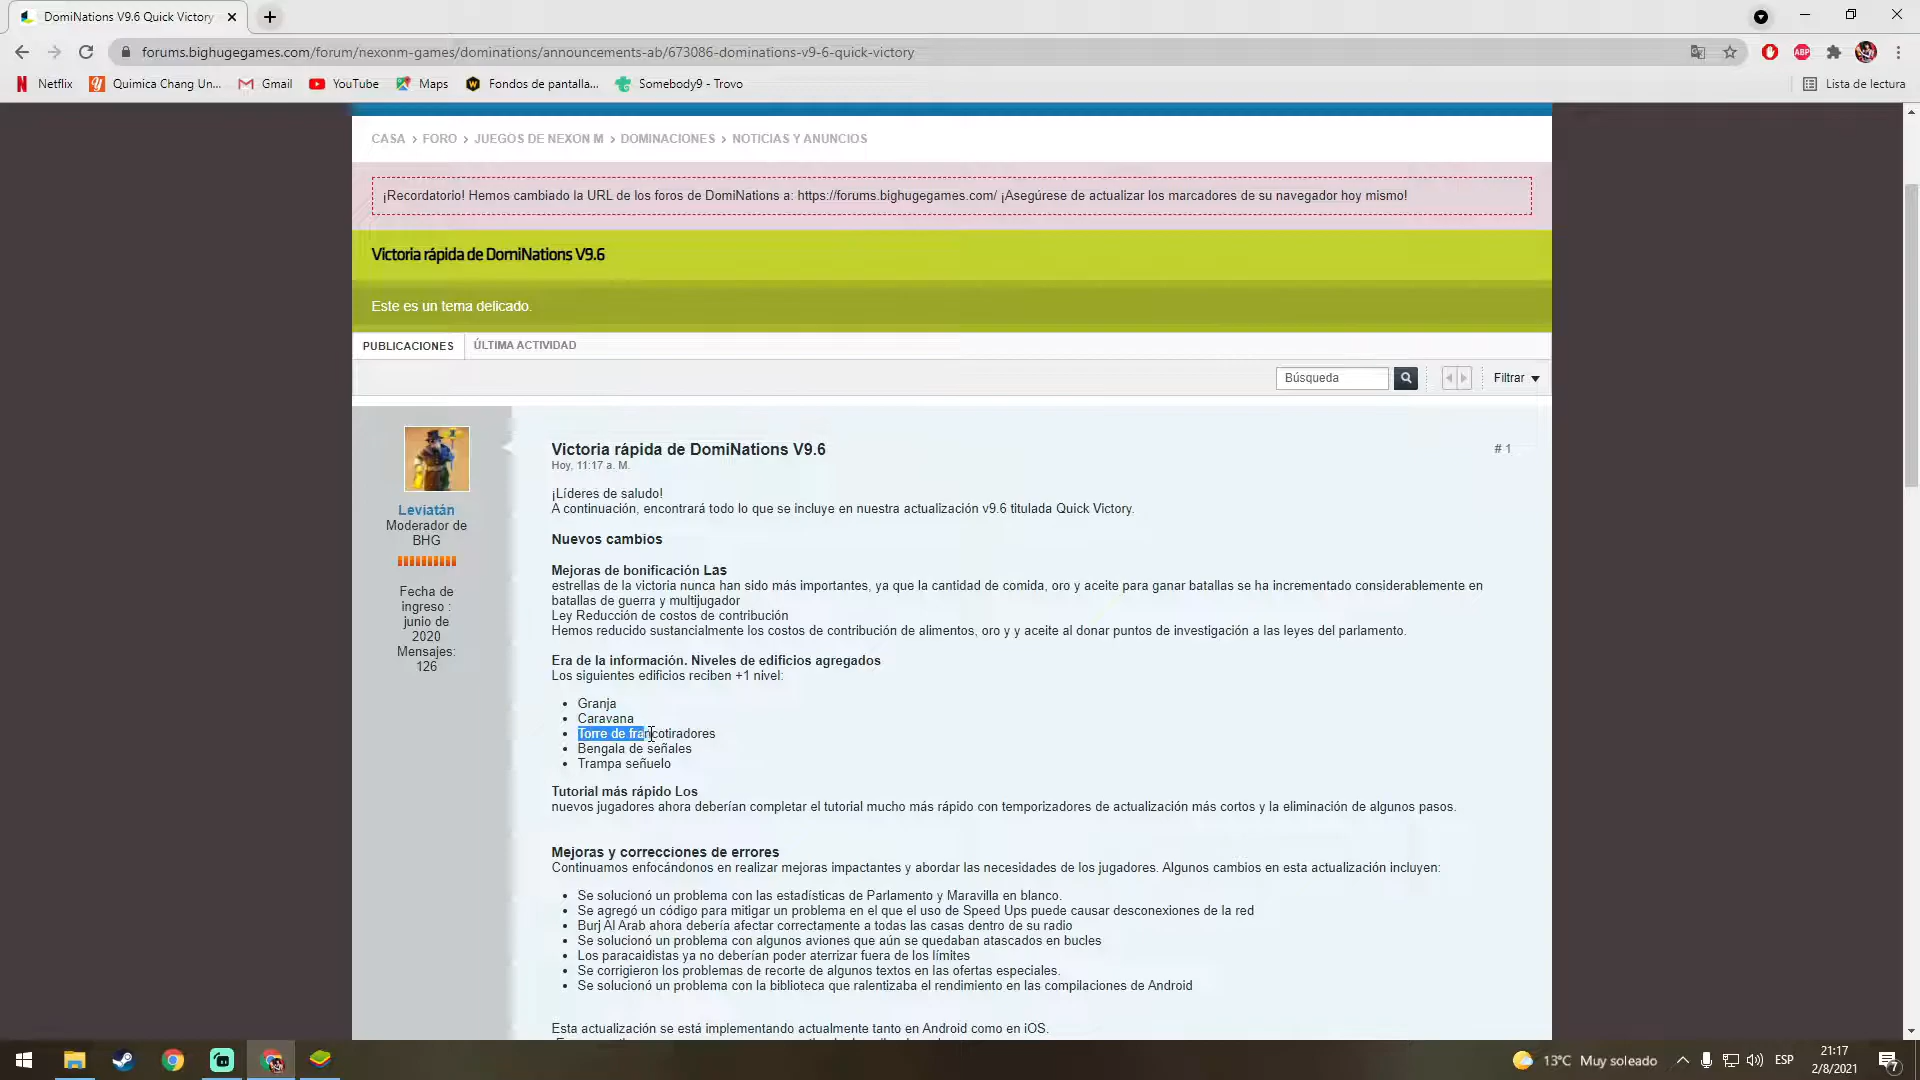 DomiNations V9.6 Quick Victory
forums.bighugegames.com/forum/nexonm-games/dominations/announcements-ab/673086-dominations-v9-6-quick-victory
ABP
Netflix
Quimica Chang Un...
Gmail
YouTube
Maps
Fondos de pantalla...
Somebody9 - Trovo
Lista de lectura
CASA > FORO > JUEGOS DE NEXON M > DOMINACIONES > NOTICIAS Y ANUNCIOS
¡Recordatorio! Hemos cambiado la URL de los foros de DomiNations a: https://forums.bighugegames.com/ ¡Asegúrese de actualizar los marcadores de su navegador hoy mismo!
Victoria rápida de DomiNations V9.6
Este es un tema delicado.
PUBLICACIONES
ÚLTIMA ACTIVIDAD
Búsqueda
Filtrar
Leviatán
Moderador de
BHG
Fecha de
ingreso :
junio de
2020
Mensajes:
126
Victoria rápida de DomiNations V9.6
# 1
Hoy, 11:17 a. M.
¡Líderes de saludo!
A continuación, encontrará todo lo que se incluye en nuestra actualización v9.6 titulada Quick Victory.
Nuevos cambios
Mejoras de bonificación Las
estrellas de la victoria nunca han sido más importantes, ya que la cantidad de comida, oro y aceite para ganar batallas se ha incrementado considerablemente en
batallas de guerra y multijugador
Ley Reducción de costos de contribución
Hemos reducido sustancialmente los costos de contribución de alimentos, oro y y aceite al donar puntos de investigación a las leyes del parlamento.
Era de la información. Niveles de edificios agregados
Los siguientes edificios reciben +1 nivel:
• Granja
• Caravana
• Torre de francotiradores
• Bengala de señales
• Trampa señuelo
Tutorial más rápido Los
nuevos jugadores ahora deberían completar el tutorial mucho más rápido con temporizadores de actualización más cortos y la eliminación de algunos pasos.
Mejoras y correcciones de errores
Continuamos enfocándonos en realizar mejoras impactantes y abordar las necesidades de los jugadores. Algunos cambios en esta actualización incluyen:
• Se solucionó un problema con las estadísticas de Parlamento y Maravilla en blanco.
• Se agregó un código para mitigar un problema en el que el uso de Speed Ups puede causar desconexiones de la red
• Burj Al Arab ahora debería afectar correctamente a todas las casas dentro de su radio
• Se solucionó un problema con algunos aviones que aún se quedaban atascados en bucles
• Los paracaidistas ya no deberían poder aterrizar fuera de los límites
• Se corrigieron los problemas de recorte de algunos textos en las ofertas especiales.
• Se solucionó un problema con la biblioteca que ralentizaba el rendimiento en las compilaciones de Android
Esta actualización se está implementando actualmente tanto en Android como en iOS.
13°C Muy soleado
ESP
21:17
2/8/2021
7